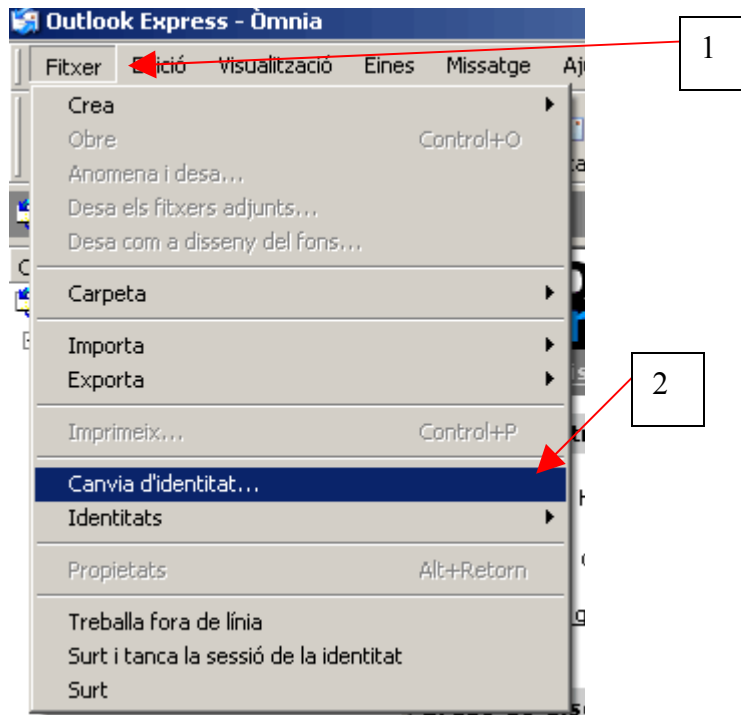 Outlook Express - Òmnia
1
Fitxer Edició Visualització Eines Missatge
Crea
Obre Control+O
Anomena i desa...
Desa els fitxers adjunts...
Desa com a disseny del fons...
Carpeta
Importa
Exporta
2
Imprimeix... Control+P
Canvia d'identitat...
Identitats
Propietats Alt+Retorn
Treballa fora de línia
Surt i tanca la sessió de la identitat
Surt